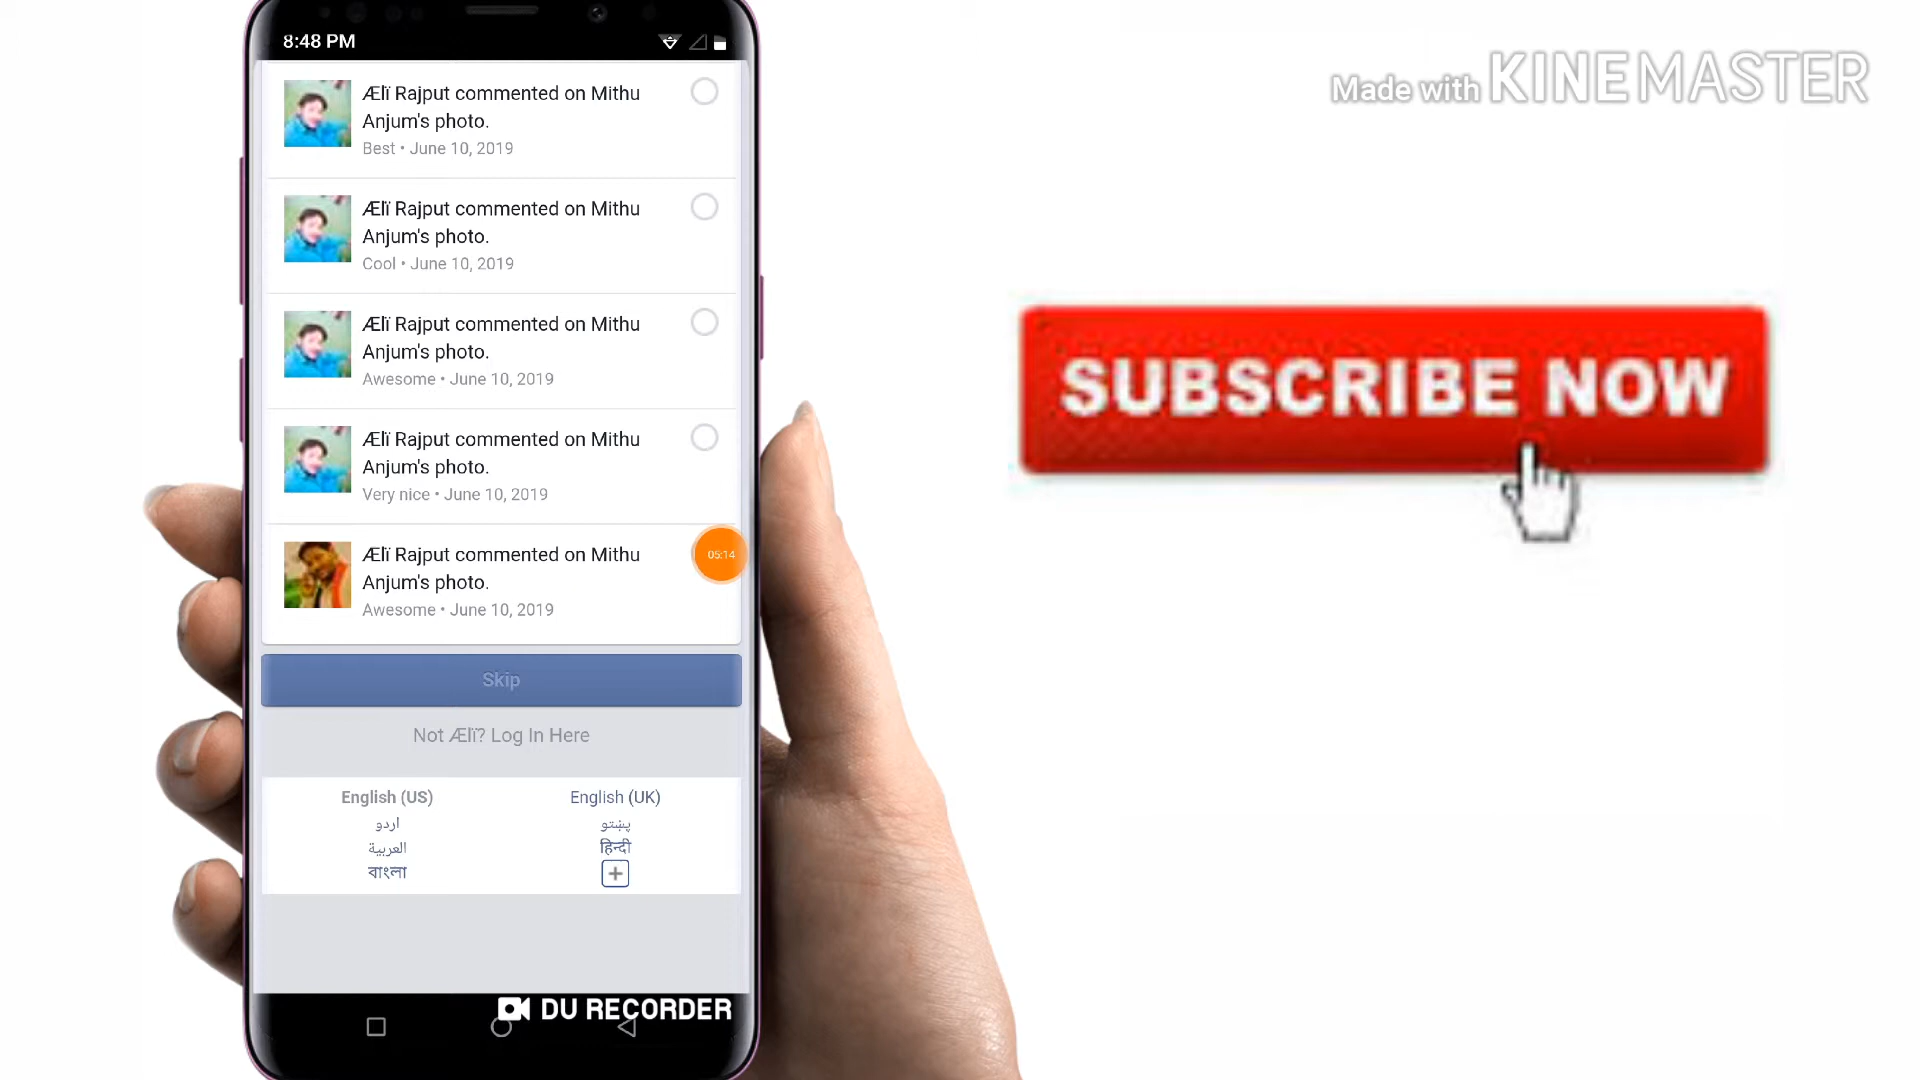 8:48 PM
Made with KINEMASTER
Ælï Rajput commented on Mithu
Anjum's photo.
Best • June 10, 2019
Ælï Rajput commented on Mithu
Anjum's photo.
Cool • June 10, 2019
Ælï Rajput commented on Mithu
Anjum's photo.
Awesome • June 10, 2019
SUBSCRIBE NOW
Ælï Rajput commented on Mithu
Anjum's photo.
Very nice • June 10, 2019
Ælï Rajput commented on Mithu
Anjum's photo.
Awesome • June 10, 2019
05:14
Skip
Not Ælï? Log In Here
English (US)
English (UK)
اردو
پښتو
العربية
हिन्दी
বাংলা
DU RECORDER